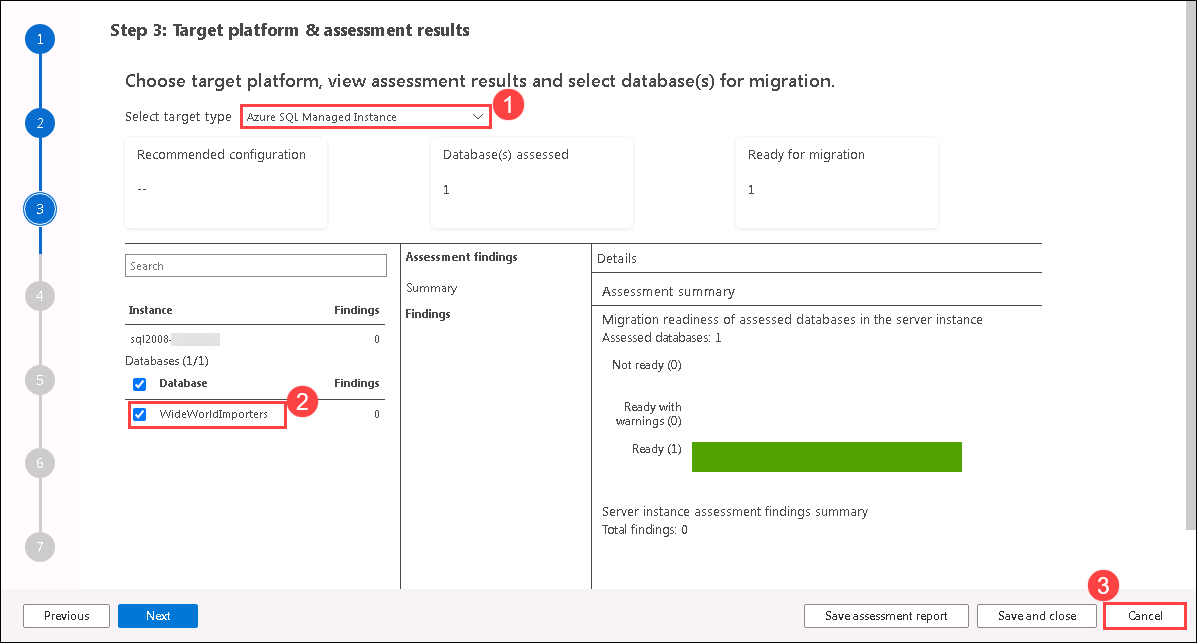 1
Step 3: Target platform & assessment results
Choose target platform, view assessment results and select database(s) for migration.
Select target type Azure SQL Managed Instance 1
2
Recommended configuration Database(s) assessed Ready for migration
-- 1 1
3
Search
Instance Findings
sql2008- 0
Databases (1/1)
Database Findings
WideWorldImporters 0
2
Assessment findings
Summary
Findings
Details
Assessment summary
Migration readiness of assessed databases in the server instance
Assessed databases: 1
Not ready (0)
Ready with
warnings (0)
Ready (1)
Server instance assessment findings summary
Total findings: 0
4
5
6
7
3
Previous Next Save assessment report Save and close Cancel